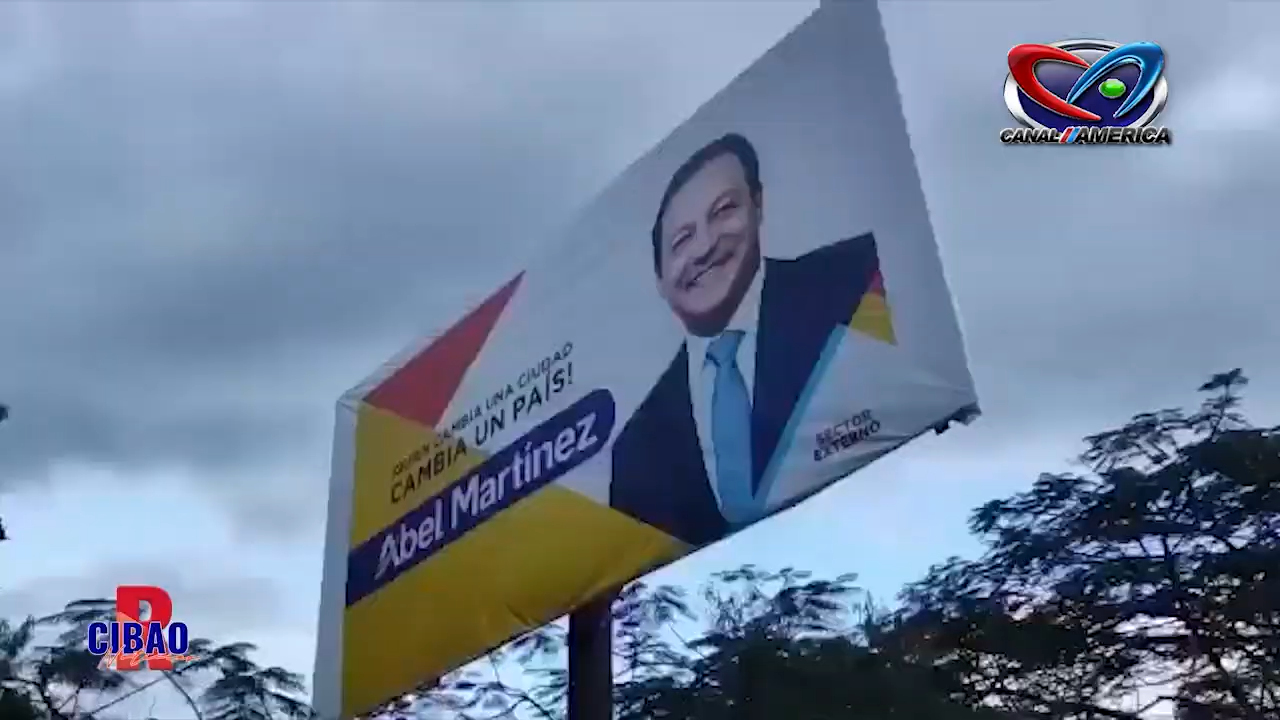 CANAL AMERICA
QUIEN CAMBIA UNA CIUDAD
CAMBIA UN PAÍS!
Abel Martínez
SECTOR
EXTERNO
R
CIBAO